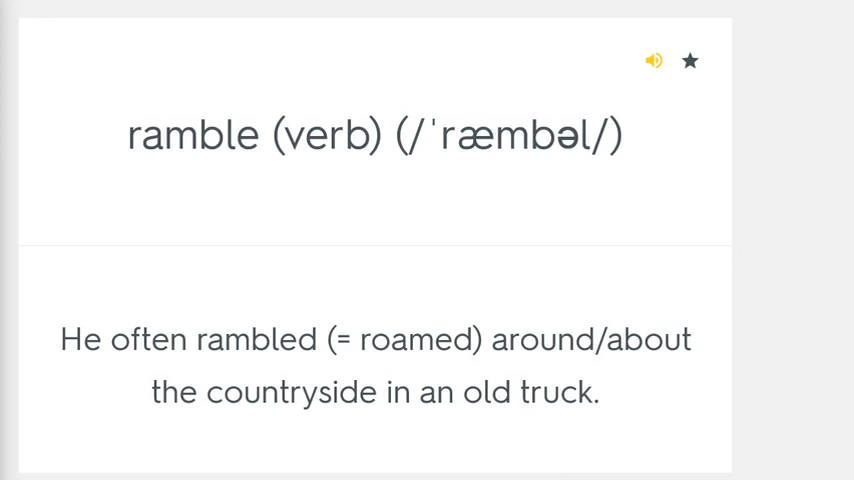 ramble (verb) (/ˈræmbəl/)
He often rambled (= roamed) around/about
the countryside in an old truck.